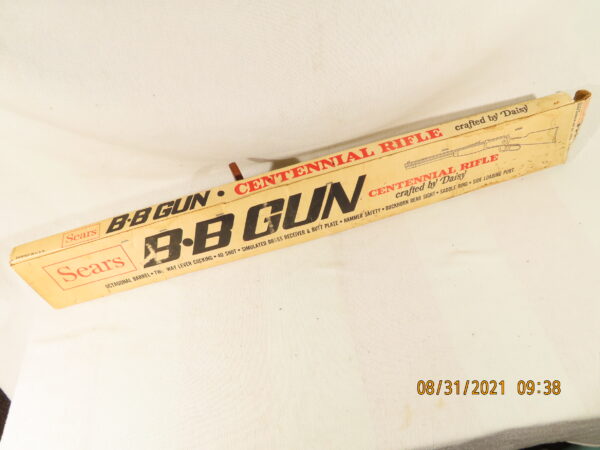 Sears B·B GUN · CENTENNIAL RIFLE crafted by Daisy
Sears B·B GUN CENTENNIAL RIFLE
crafted by Daisy
OCTAGONAL BARREL • WAY LEVER COCKING • 40 SHOT • SIMULATED BRASS RECEIVER & BUTT PLATE • HAMMER SAFETY • BUCKHORN REAR SIGHT • SADDLE RING • SIDE LOADING PORT
08/31/2021 09:38